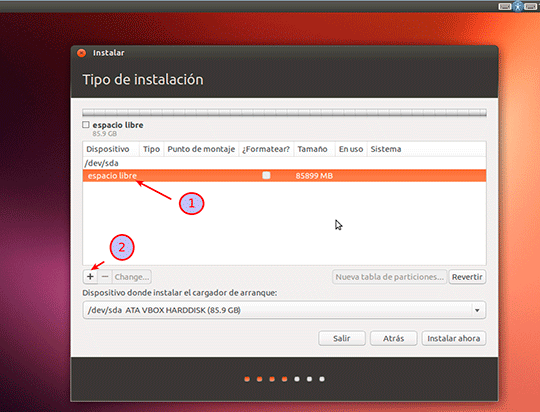 Instalar
Tipo de instalación
espacio libre
85.9 GB
Dispositivo Tipo Punto de montaje ¿Formatear? Tamaño En uso Sistema
/dev/sda
espacio libre 85899 MB
1
2
+ − Change... Nueva tabla de particiones... Revertir
Dispositivo donde instalar el cargador de arranque:
/dev/sda ATA VBOX HARDDISK (85.9 GB)
Salir Atrás Instalar ahora